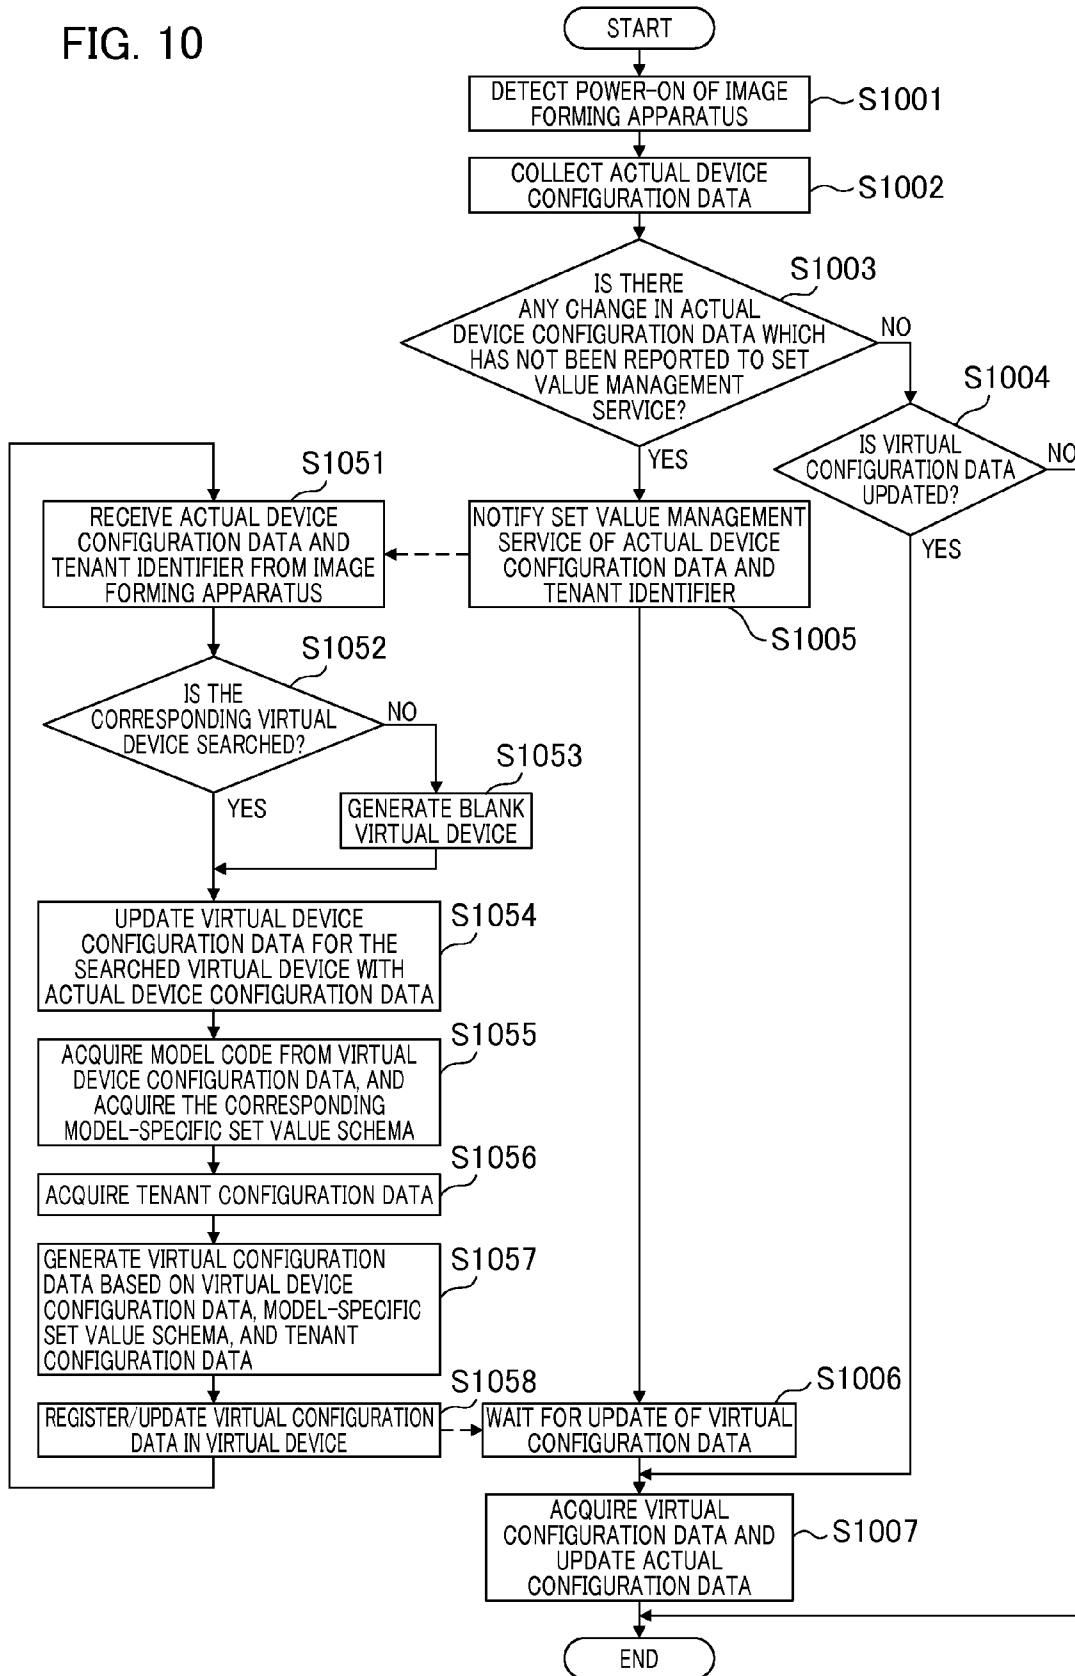 FIG. 10
START
DETECT POWER-ON OF IMAGE
FORMING APPARATUS
S1001
COLLECT ACTUAL DEVICE
CONFIGURATION DATA
S1002
IS THERE
ANY CHANGE IN ACTUAL
DEVICE CONFIGURATION DATA WHICH
HAS NOT BEEN REPORTED TO SET
VALUE MANAGEMENT
SERVICE?
S1003
NO
YES
IS VIRTUAL
CONFIGURATION DATA
UPDATED?
S1004
NO
YES
NOTIFY SET VALUE MANAGEMENT
SERVICE OF ACTUAL DEVICE
CONFIGURATION DATA AND
TENANT IDENTIFIER
S1005
S1051
RECEIVE ACTUAL DEVICE
CONFIGURATION DATA AND
TENANT IDENTIFIER FROM IMAGE
FORMING APPARATUS
S1052
IS THE
CORRESPONDING VIRTUAL
DEVICE SEARCHED?
NO
YES
S1053
GENERATE BLANK
VIRTUAL DEVICE
UPDATE VIRTUAL DEVICE
CONFIGURATION DATA FOR THE
SEARCHED VIRTUAL DEVICE WITH
ACTUAL DEVICE CONFIGURATION DATA
S1054
ACQUIRE MODEL CODE FROM VIRTUAL
DEVICE CONFIGURATION DATA, AND
ACQUIRE THE CORRESPONDING
MODEL-SPECIFIC SET VALUE SCHEMA
S1055
ACQUIRE TENANT CONFIGURATION DATA
S1056
GENERATE VIRTUAL CONFIGURATION
DATA BASED ON VIRTUAL DEVICE
CONFIGURATION DATA, MODEL-SPECIFIC
SET VALUE SCHEMA, AND TENANT
CONFIGURATION DATA
S1057
REGISTER/UPDATE VIRTUAL CONFIGURATION
DATA IN VIRTUAL DEVICE
S1058
WAIT FOR UPDATE OF VIRTUAL
CONFIGURATION DATA
S1006
ACQUIRE VIRTUAL
CONFIGURATION DATA AND
UPDATE ACTUAL
CONFIGURATION DATA
S1007
END